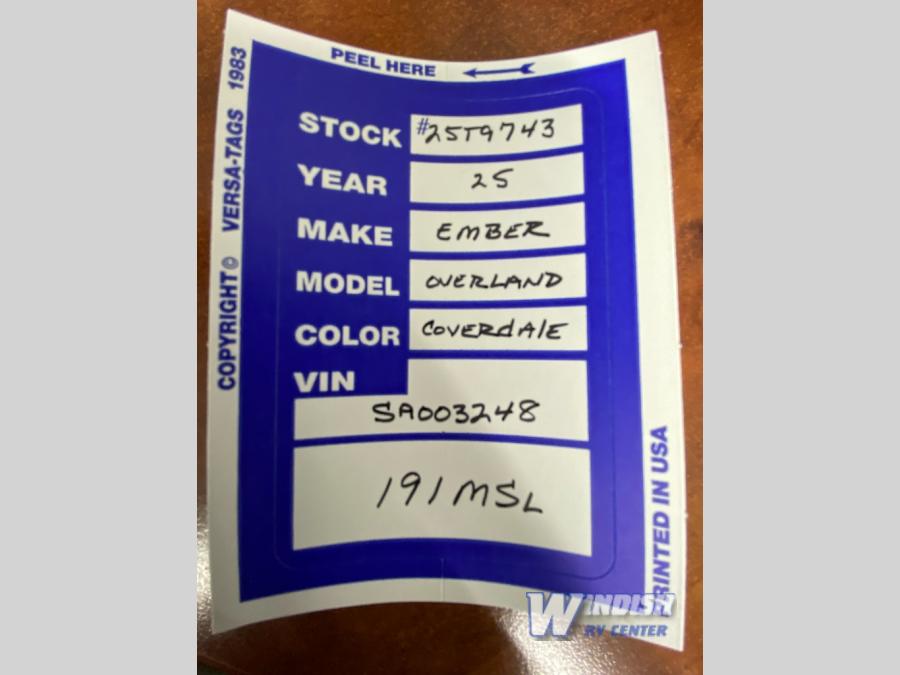 PEEL HERE
COPYRIGHT© VERSA-TAGS 1983
STOCK #25T9743
YEAR 25
MAKE EMBER
MODEL OVERLAND
COLOR COVERdAlE
VIN
SA003248
191MSL
PRINTED IN USA
WINDISH
RV CENTER